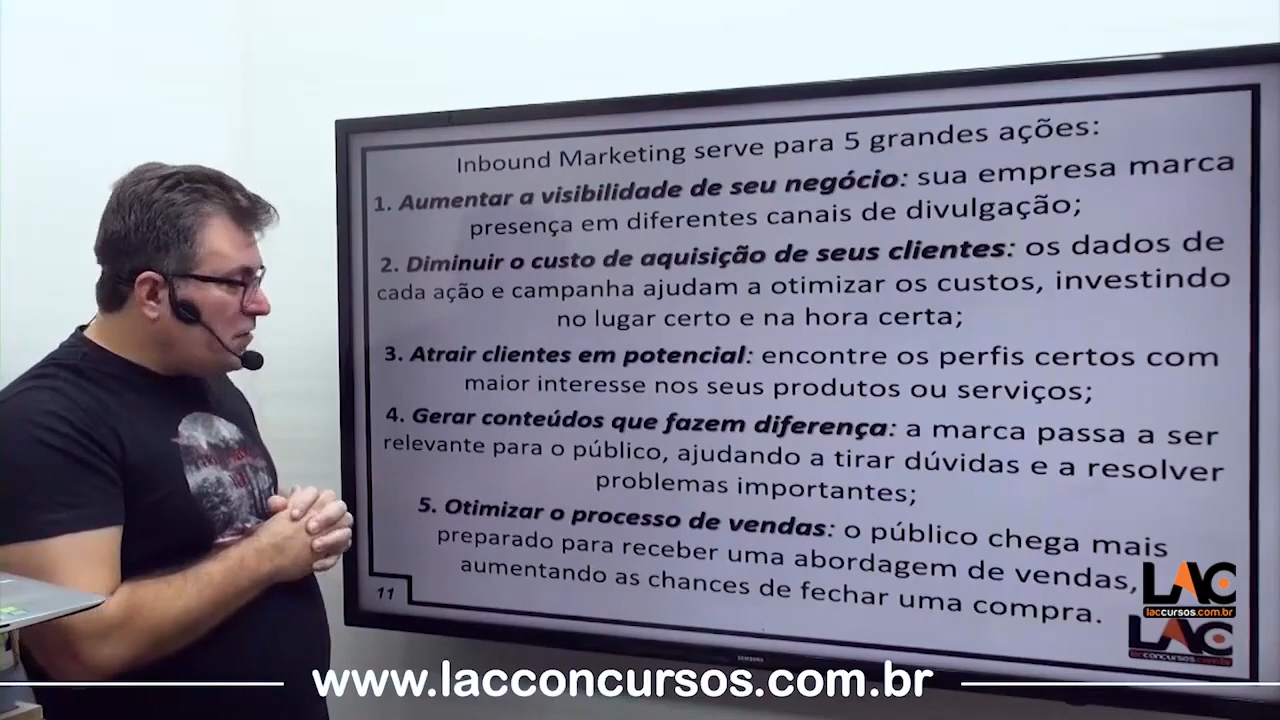 Inbound Marketing serve para 5 grandes ações:
1. Aumentar a visibilidade de seu negócio: sua empresa marca
presença em diferentes canais de divulgação;
2. Diminuir o custo de aquisição de seus clientes: os dados de
cada ação e campanha ajudam a otimizar os custos, investindo
no lugar certo e na hora certa;
3. Atrair clientes em potencial: encontre os perfis certos com
maior interesse nos seus produtos ou serviços;
4. Gerar conteúdos que fazem diferença: a marca passa a ser
relevante para o público, ajudando a tirar dúvidas e a resolver
problemas importantes;
5. Otimizar o processo de vendas: o público chega mais
preparado para receber uma abordagem de vendas,
aumentando as chances de fechar uma compra.
11
LAC
laccursos.com.br
LAC
lacconcursos.com.br
SAMSUNG
www.lacconcursos.com.br